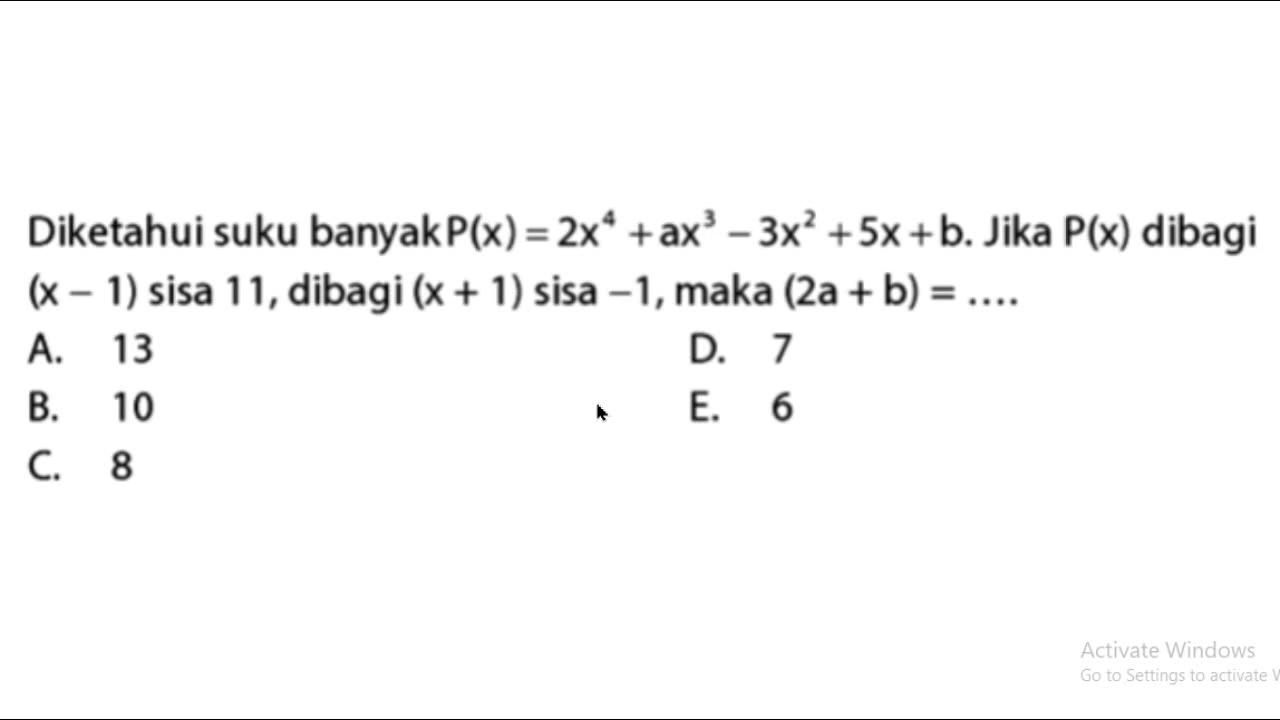 Diketahui suku banyak P(x) = 2x⁴ + ax³ – 3x² + 5x + b. Jika P(x) dibagi
(x – 1) sisa 11, dibagi (x + 1) sisa –1, maka (2a + b) = ....
A. 13 D. 7
B. 10 E. 6
C. 8
Activate Windows
Go to Settings to activate